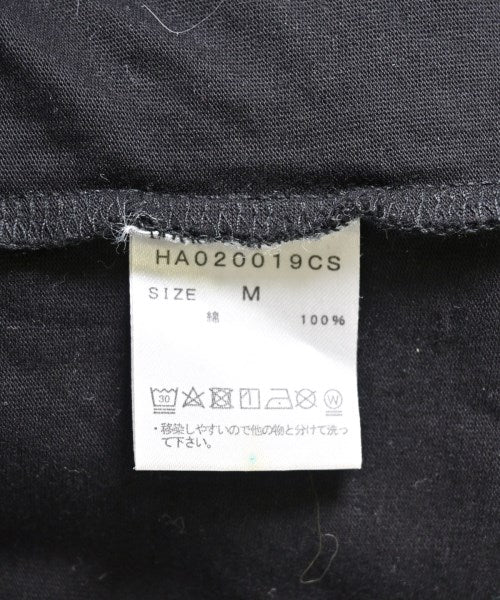 HA020019CS
SIZE M
綿 100%
30 W
・移染しやすいので他の物と分けて洗っ
て下さい。